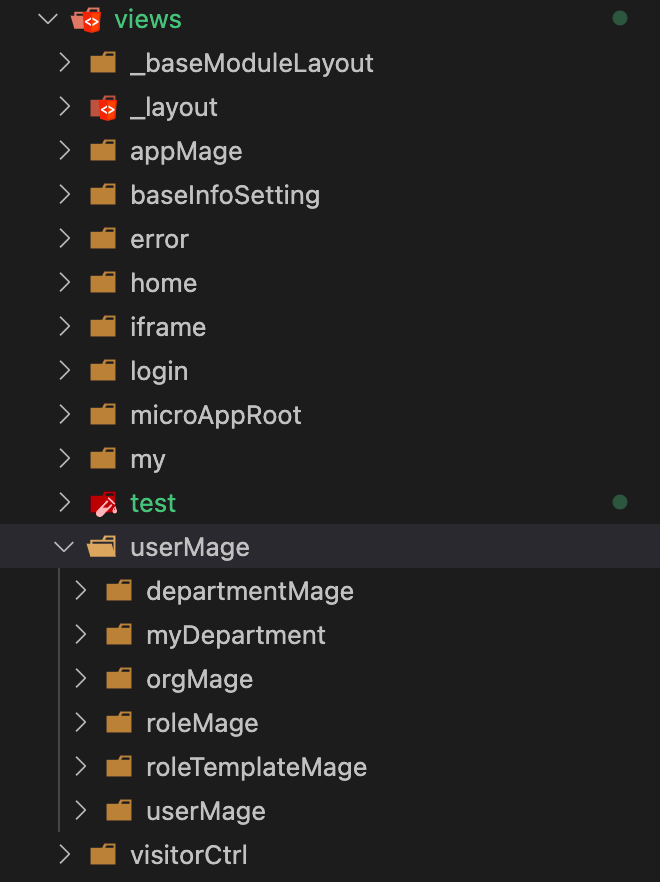 views
_baseModuleLayout
_layout
appMage
baseInfoSetting
error
home
iframe
login
microAppRoot
my
test
userMage
departmentMage
myDepartment
orgMage
roleMage
roleTemplateMage
userMage
visitorCtrl